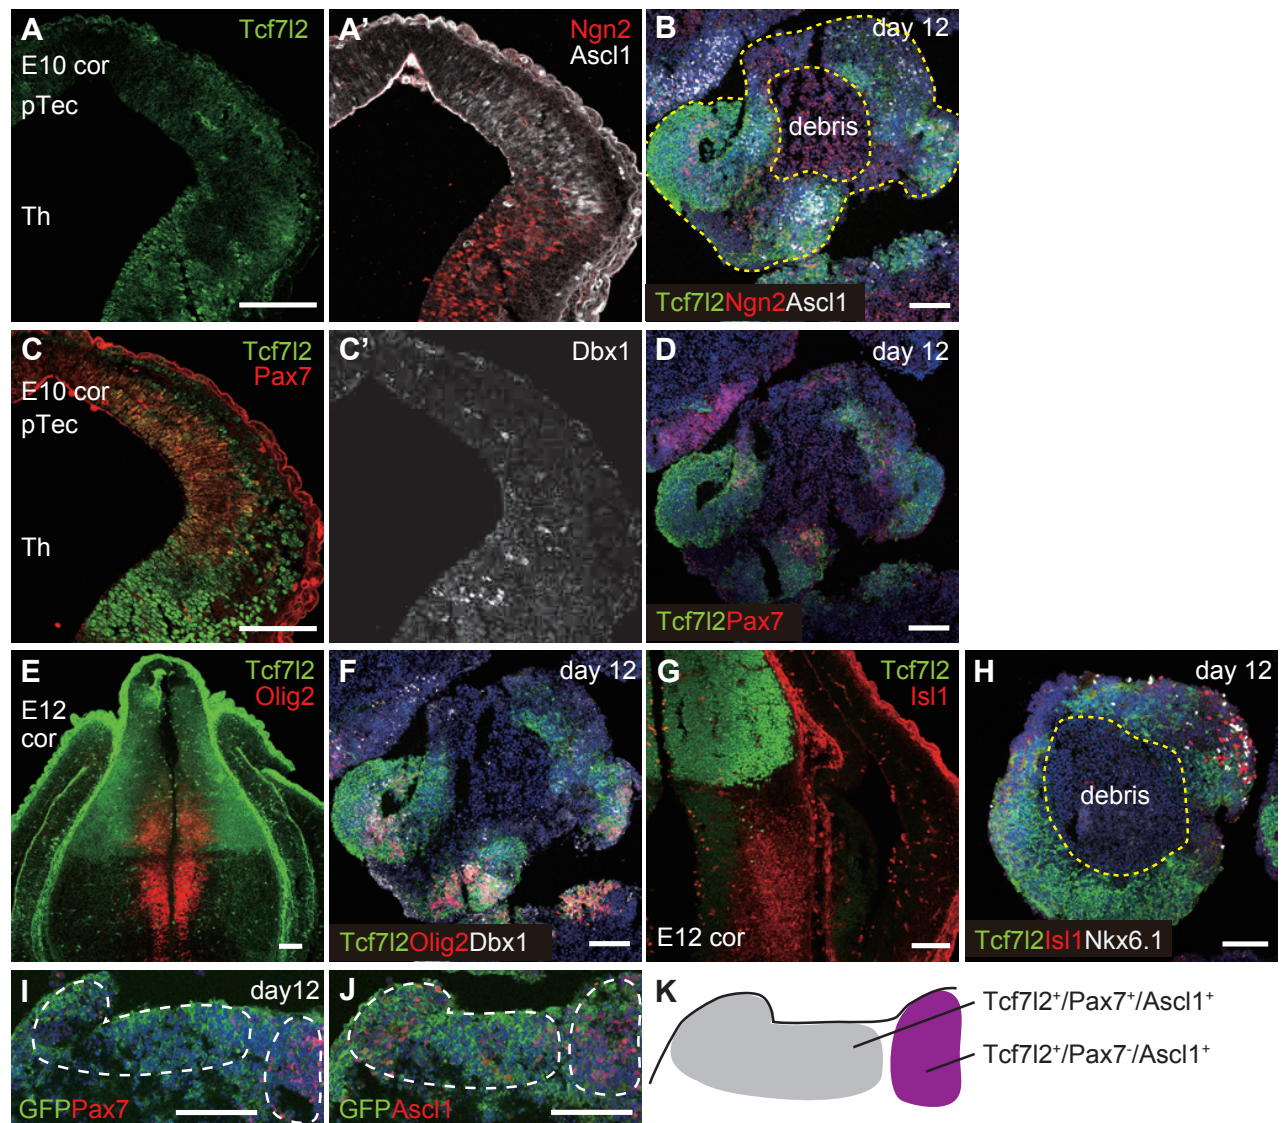 A
Tcf7l2
E10 cor
pTec
Th
A'
Ngn2
Ascl1
B
day 12
debris
Tcf7l2Ngn2Ascl1
C
Tcf7l2
Pax7
E10 cor
pTec
Th
C'
Dbx1
D
day 12
Tcf7l2Pax7
E
Tcf7l2
Olig2
E12
cor
F
day 12
Tcf7l2Olig2Dbx1
G
Tcf7l2
Isl1
E12 cor
H
day 12
debris
Tcf7l2Isl1Nkx6.1
I
day12
GFPPax7
J
GFPAscl1
K
Tcf7l2⁺/Pax7⁺/Ascl1⁺
Tcf7l2⁺/Pax7⁻/Ascl1⁺